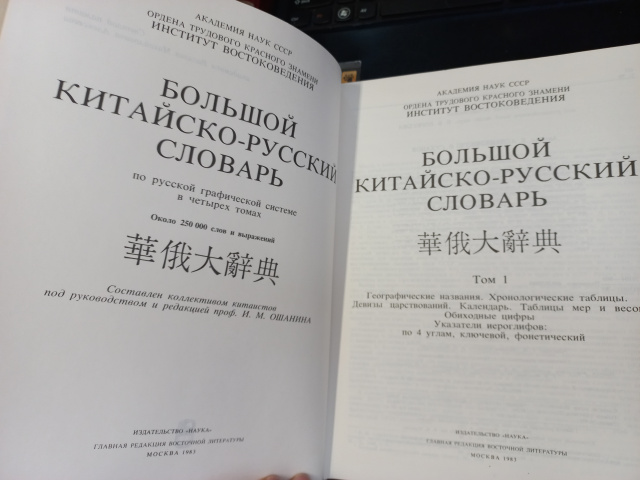 АКАДЕМИЯ НАУК СССР
ОРДЕНА ТРУДОВОГО КРАСНОГО ЗНАМЕНИ
ИНСТИТУТ ВОСТОКОВЕДЕНИЯ
БОЛЬШОЙ
КИТАЙСКО-РУССКИЙ
СЛОВАРЬ
по русской графической системе
в четырех томах
Около 250 000 слов и выражений
華俄大辭典
Составлен коллективом китаистов
под руководством и редакцией проф. И. М. ОШАНИНА
ИЗДАТЕЛЬСТВО «НАУКА»
ГЛАВНАЯ РЕДАКЦИЯ ВОСТОЧНОЙ ЛИТЕРАТУРЫ
МОСКВА 1983
АКАДЕМИЯ НАУК СССР
ОРДЕНА ТРУДОВОГО КРАСНОГО ЗНАМЕНИ
ИНСТИТУТ ВОСТОКОВЕДЕНИЯ
БОЛЬШОЙ
КИТАЙСКО-РУССКИЙ
СЛОВАРЬ
華俄大辭典
Том 1
Географические названия. Хронологические таблицы.
Девизы царствований. Календарь. Таблицы мер и весо
Обиходные цифры
Указатели иероглифов:
по 4 углам, ключевой, фонетический
ИЗДАТЕЛЬСТВО «НАУКА»
ГЛАВНАЯ РЕДАКЦИЯ ВОСТОЧНОЙ ЛИТЕРАТУРЫ
МОСКВА 1983